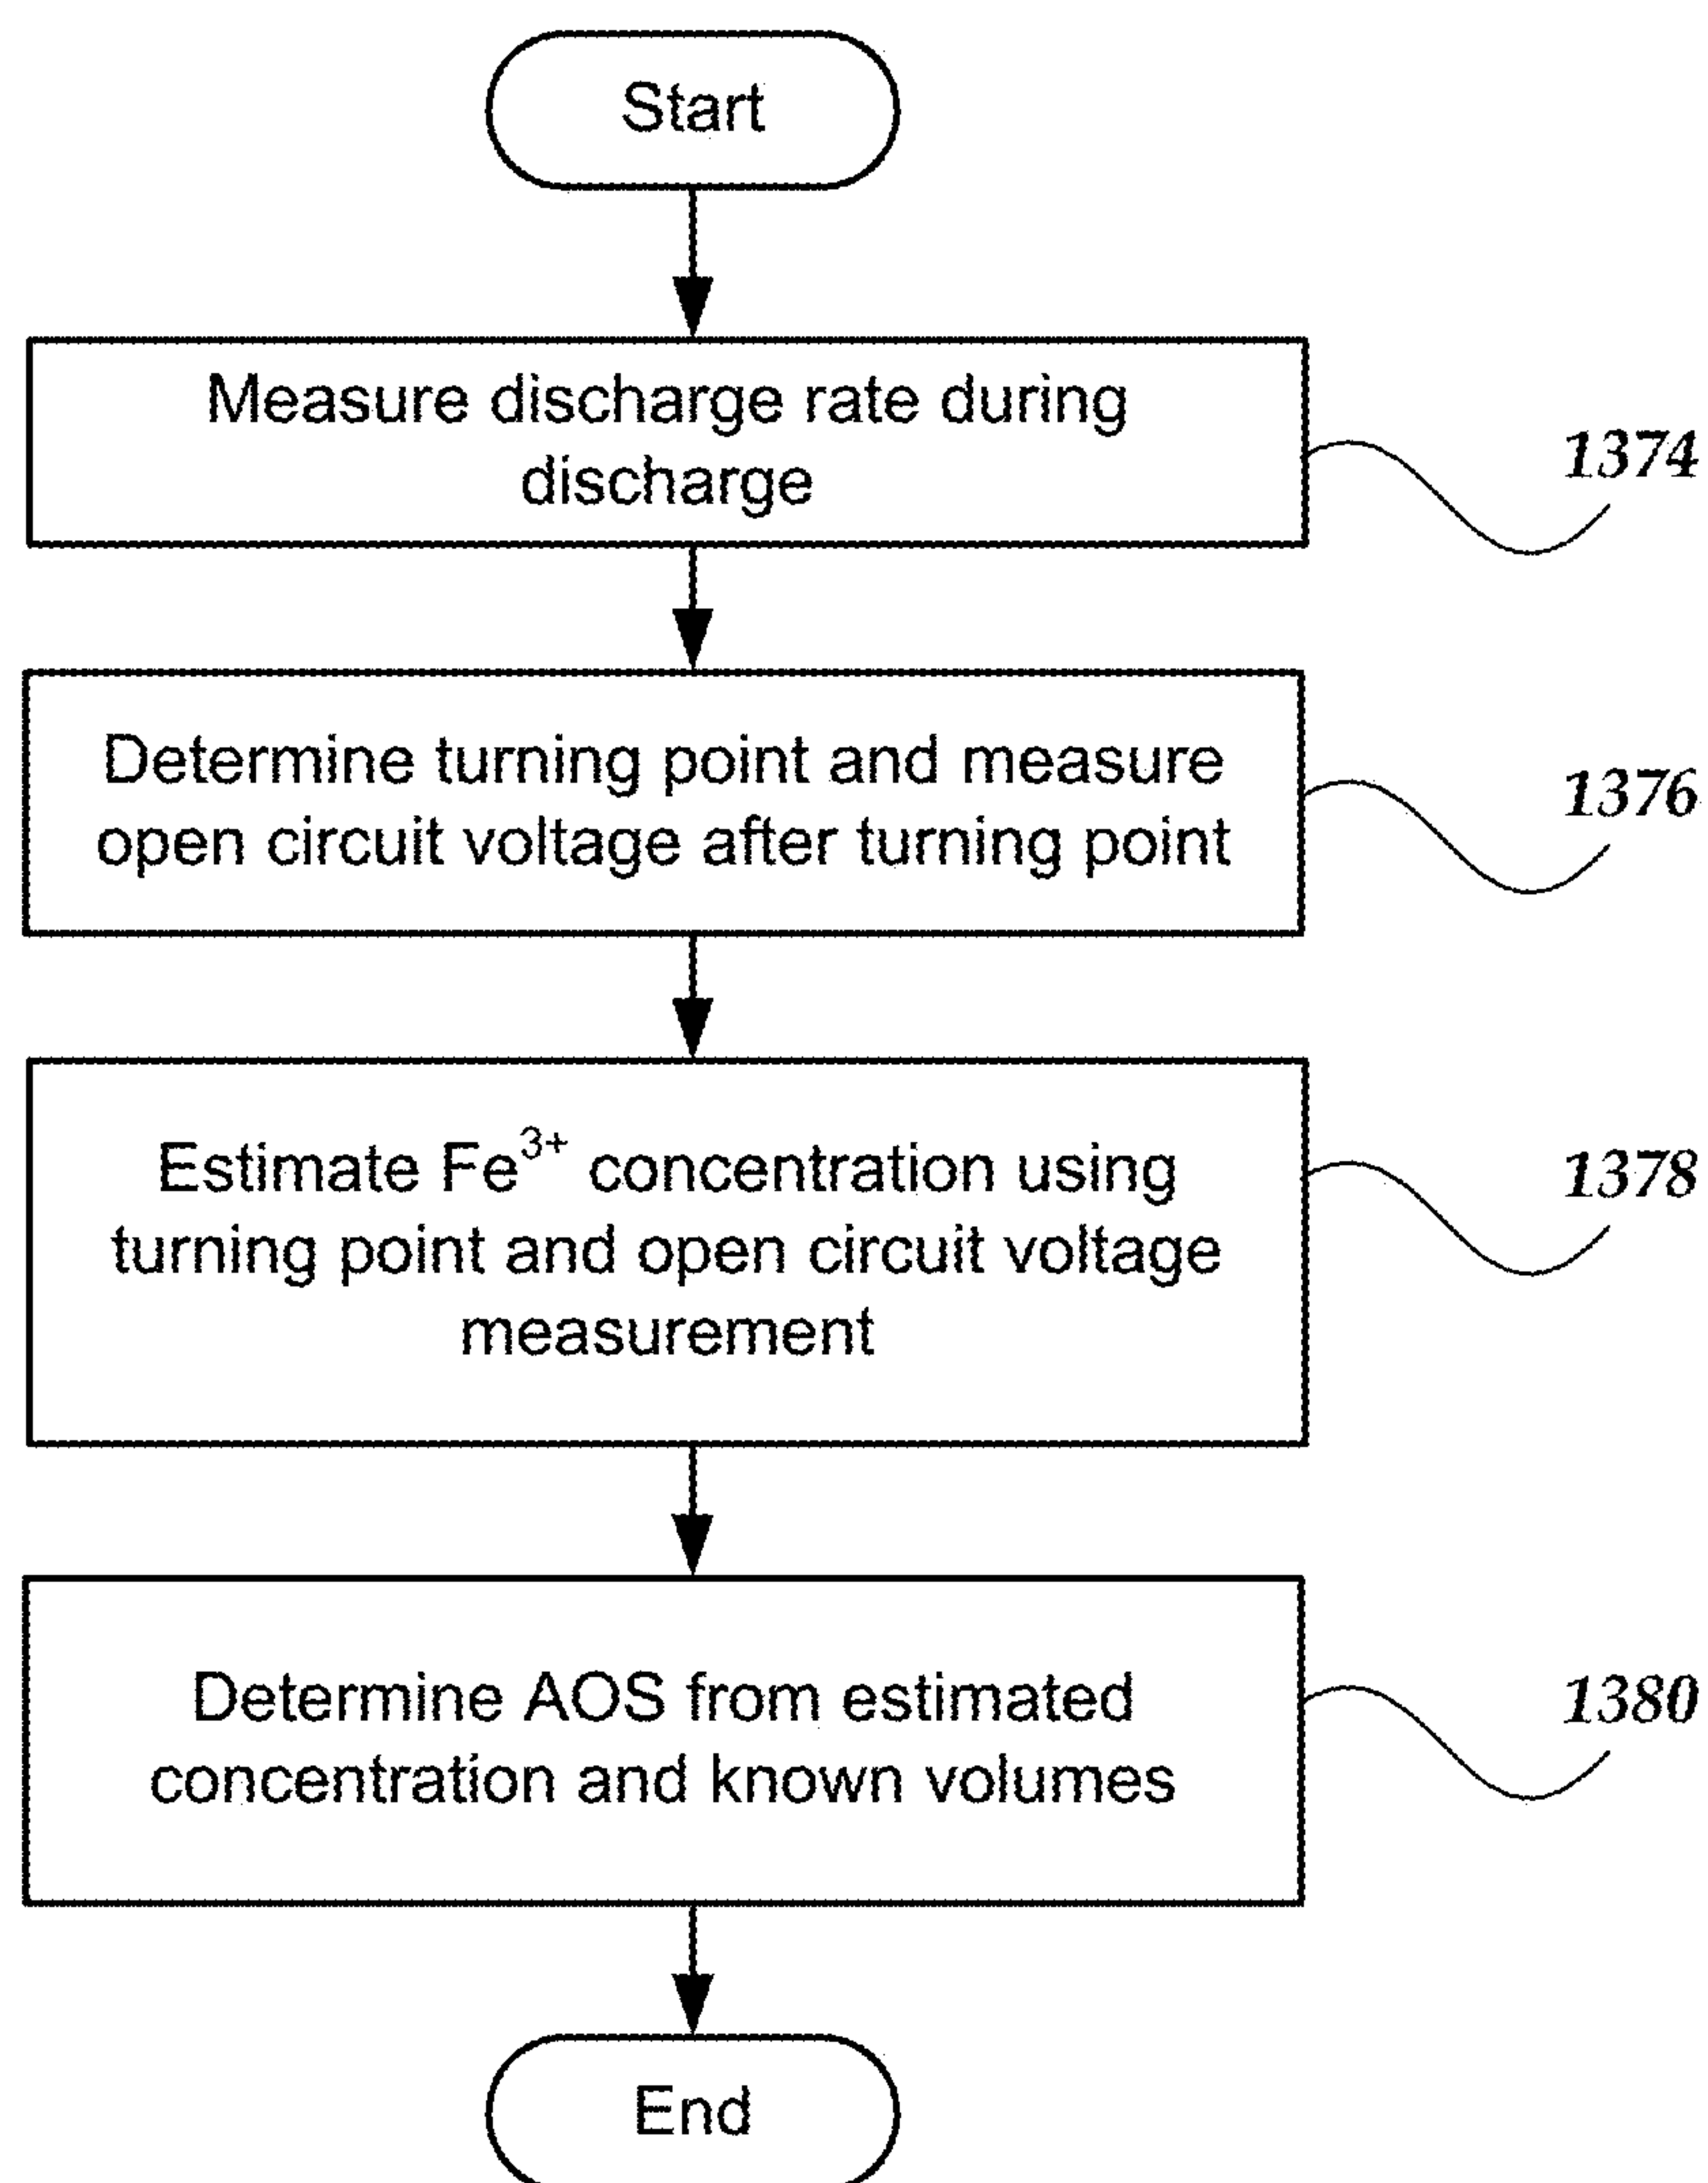 Start
Measure discharge rate during
discharge
1374
Determine turning point and measure
open circuit voltage after turning point
1376
Estimate Fe³⁺ concentration using
turning point and open circuit voltage
measurement
1378
Determine AOS from estimated
concentration and known volumes
1380
End